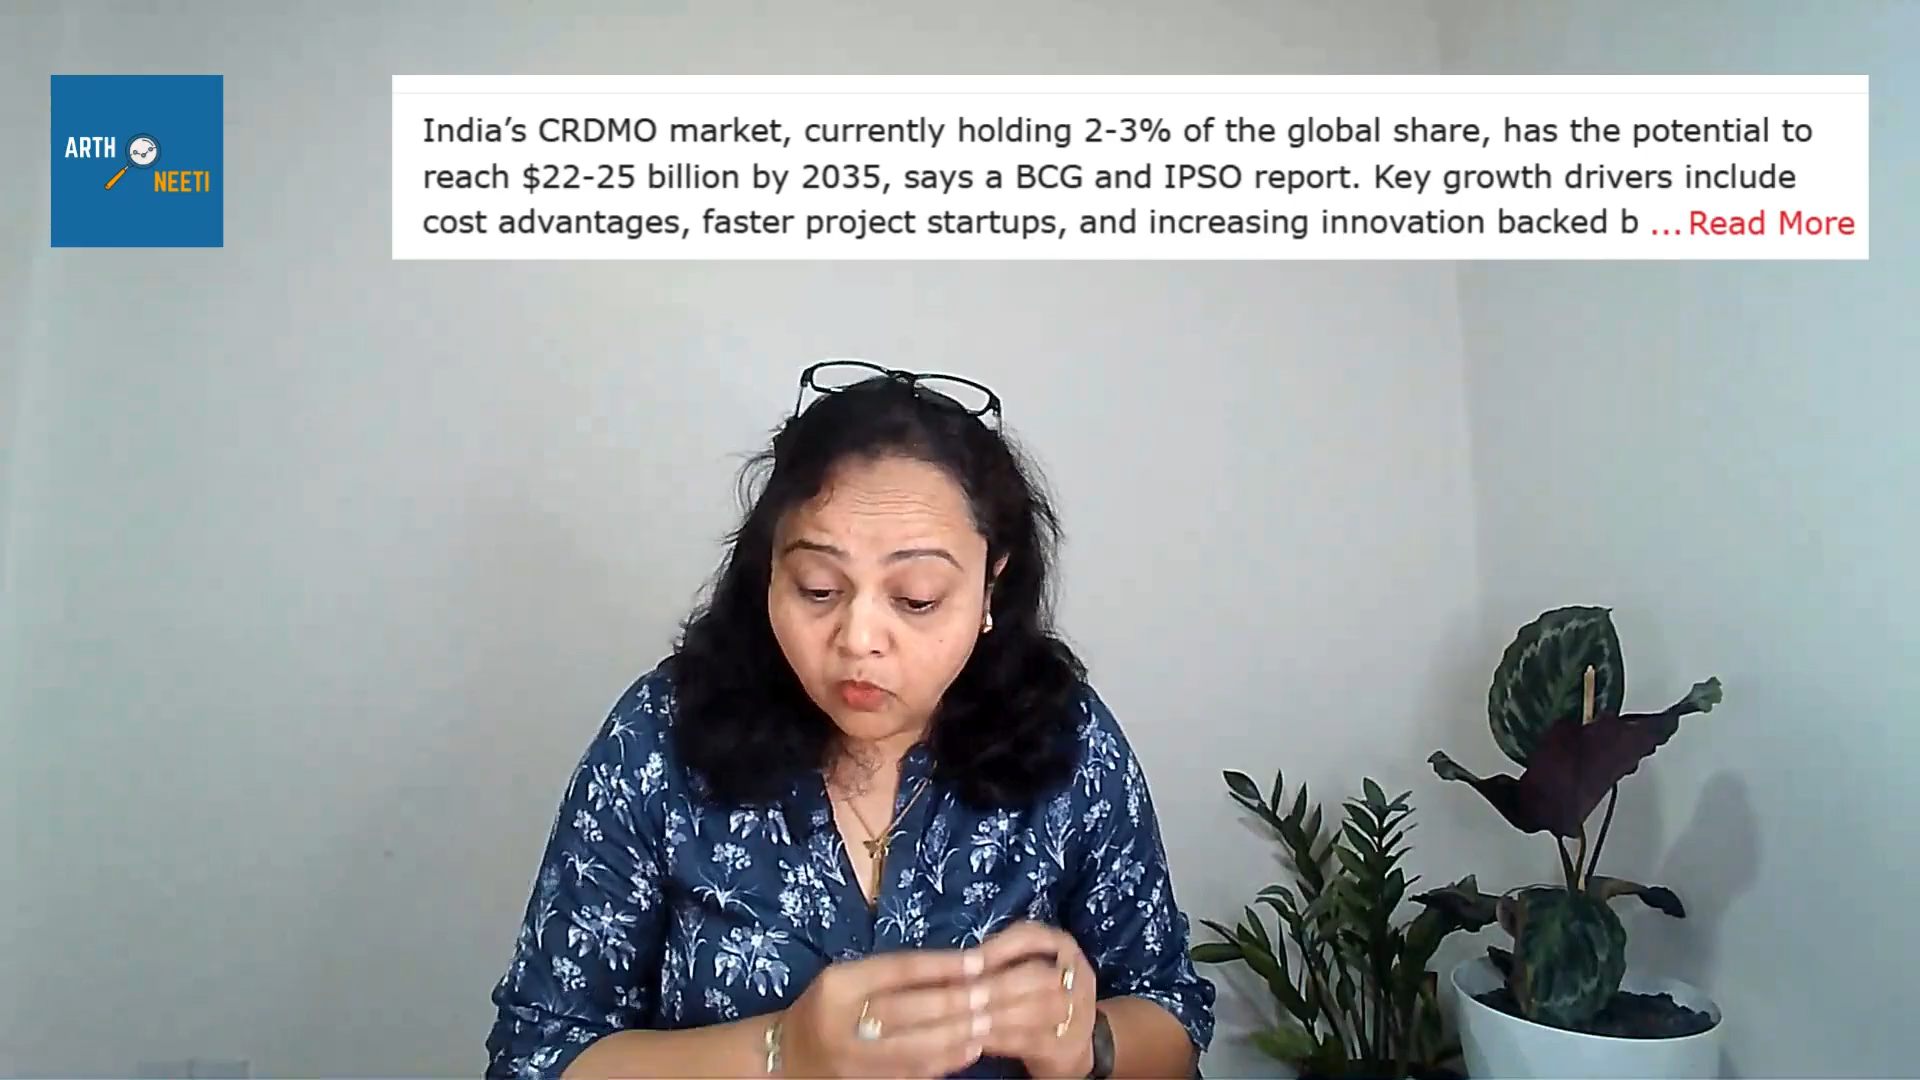 ARTH
NEETI
India’s CRDMO market, currently holding 2-3% of the global share, has the potential to
reach $22-25 billion by 2035, says a BCG and IPSO report. Key growth drivers include
cost advantages, faster project startups, and increasing innovation backed b ... Read More